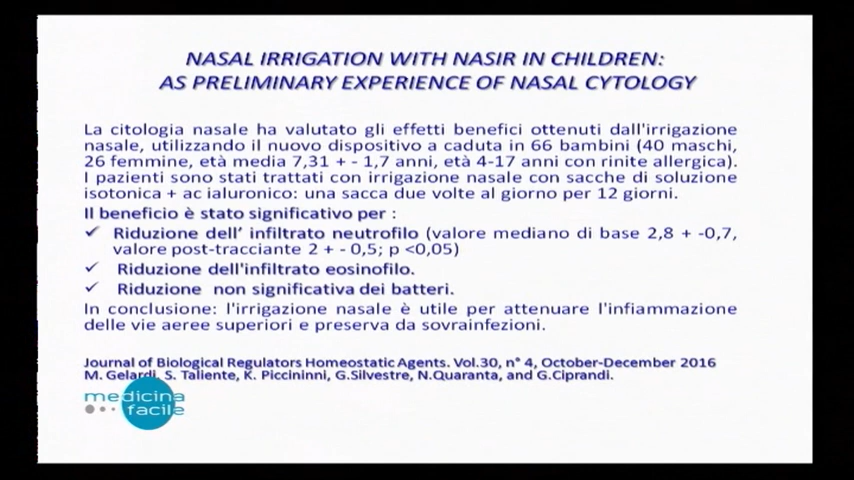 NASAL IRRIGATION WITH NASIR IN CHILDREN:
AS PRELIMINARY EXPERIENCE OF NASAL CYTOLOGY
La citologia nasale ha valutato gli effetti benefici ottenuti dall'irrigazione
nasale, utilizzando il nuovo dispositivo a caduta in 66 bambini (40 maschi,
26 femmine, età media 7,31 + - 1,7 anni, età 4-17 anni con rinite allergica).
I pazienti sono stati trattati con irrigazione nasale con sacche di soluzione
isotonica + ac ialuronico: una sacca due volte al giorno per 12 giorni.
Il beneficio è stato significativo per :
✓ Riduzione dell' infiltrato neutrofilo (valore mediano di base 2,8 + -0,7,
valore post-tracciante 2 + - 0,5; p <0,05)
✓ Riduzione dell'infiltrato eosinofilo.
✓ Riduzione non significativa dei batteri.
In conclusione: l'irrigazione nasale è utile per attenuare l'infiammazione
delle vie aeree superiori e preserva da sovrainfezioni.
Journal of Biological Regulators Homeostatic Agents. Vol.30, n° 4, October-December 2016
M. Gelardi, S. Taliente, K. Piccininni, G.Silvestre, N.Quaranta, and G.Ciprandi.
medicina
facile